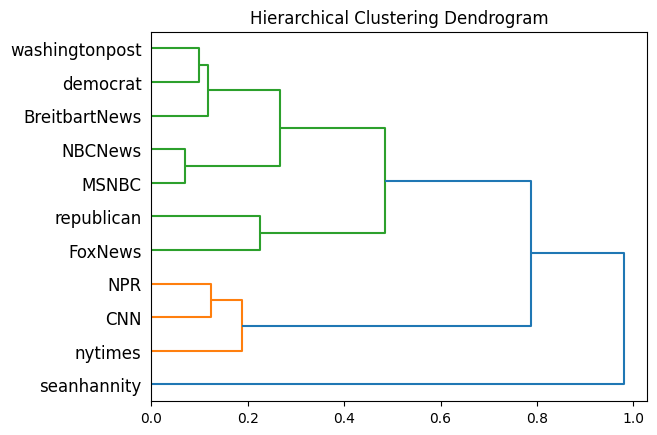 Hierarchical Clustering Dendrogram
washingtonpost
democrat
BreitbartNews
NBCNews
MSNBC
republican
FoxNews
NPR
CNN
nytimes
seanhannity
0.0 0.2 0.4 0.6 0.8 1.0